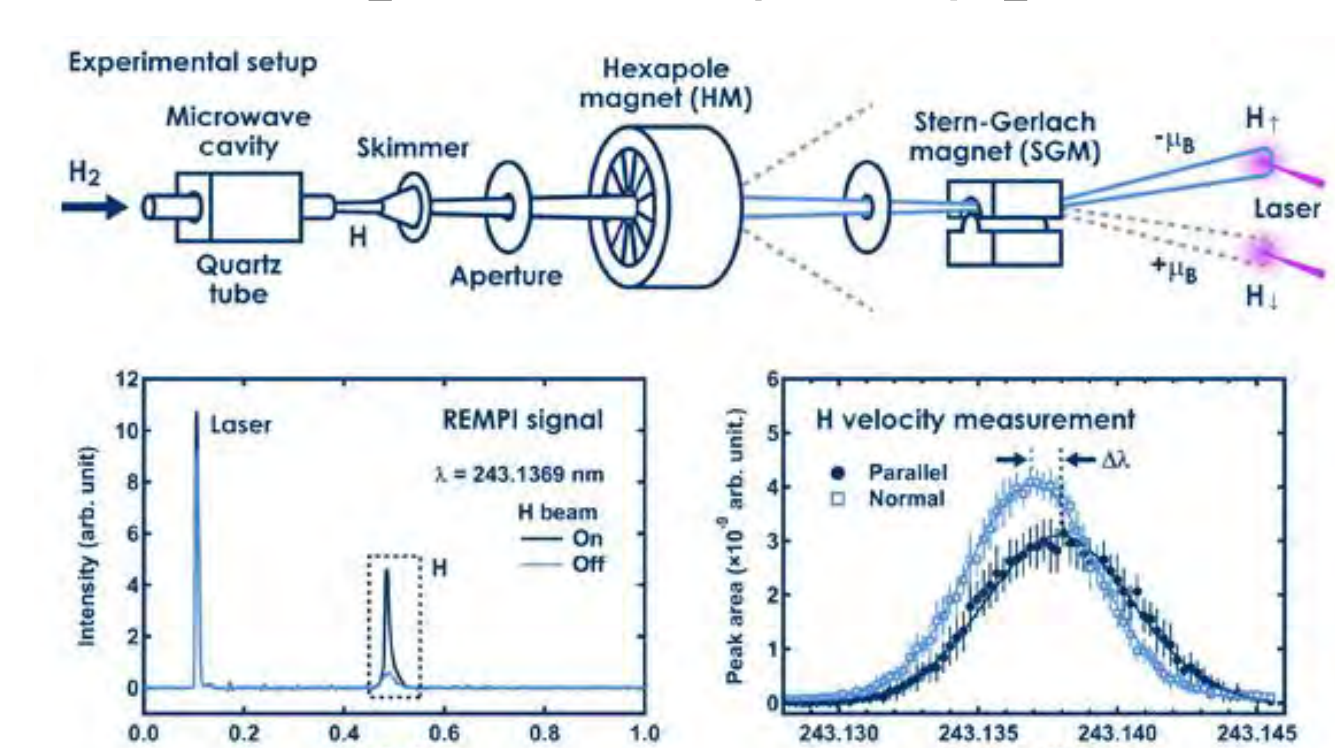 Experimental setup
Microwave
cavity
Skimmer
Hexapole
magnet (HM)
Stern-Gerlach
magnet (SGM)
H₂
H
Quartz
tube
Aperture
-μB
H↑
Laser
+μB
H↓
12
10
8
6
4
2
0
Intensity (arb. unit)
Laser
REMPI signal
λ = 243.1369 nm
H beam
On
Off
H
0.0 0.2 0.4 0.6 0.8 1.0
6
5
4
3
2
1
0
Peak area (×10⁻⁹ arb. unit.)
H velocity measurement
Δλ
Parallel
Normal
243.130 243.135 243.140 243.145